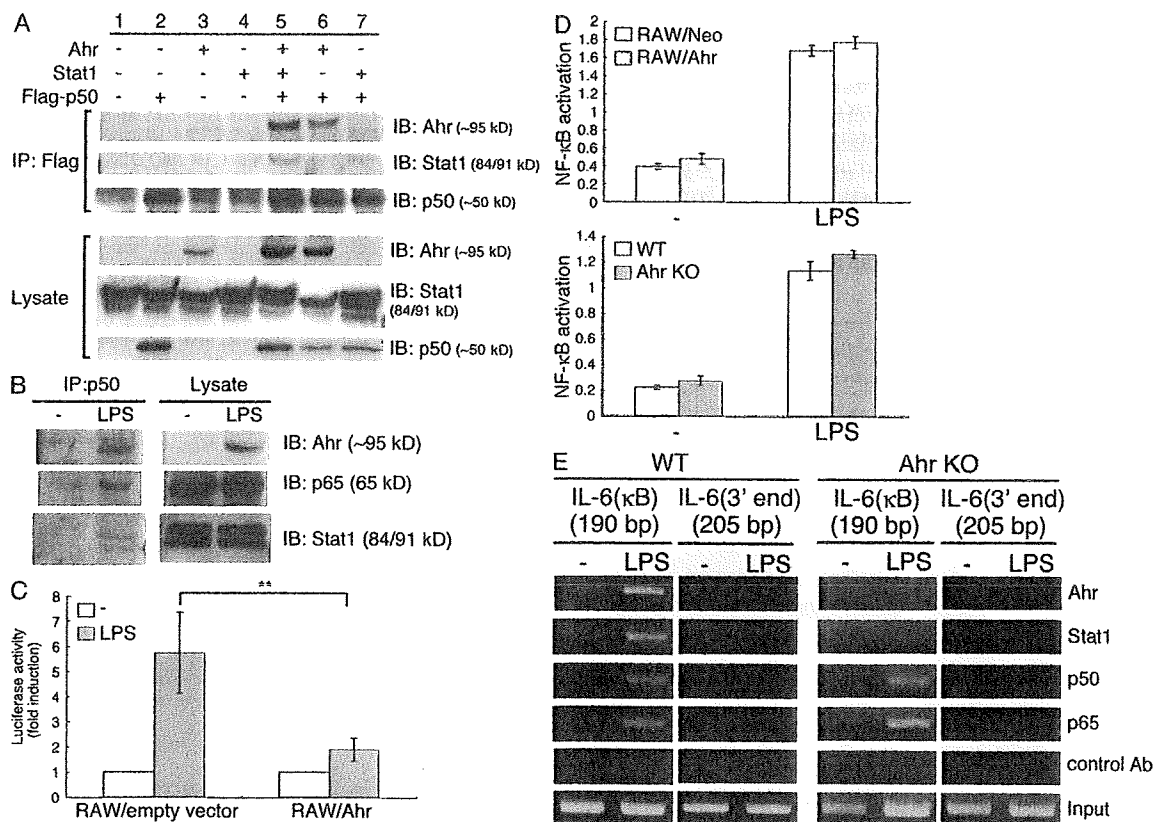 A
1 2 3 4 5 6 7
Ahr - - + - + + -
Stat1 - - - + + - +
Flag-p50 - + - - + + +
IP: Flag
IB: Ahr (~95 kD)
IB: Stat1 (84/91 kD)
IB: p50 (~50 kD)
Lysate
IB: Ahr (~95 kD)
IB: Stat1
(84/91 kD)
IB: p50 (~50 kD)
B
IP:p50 Lysate
- LPS - LPS
IB: Ahr (~95 kD)
IB: p65 (65 kD)
IB: Stat1 (84/91 kD)
C
Luciferase activity
(fold induction)
8
7
6
5
4
3
2
1
0
-
LPS
**
RAW/empty vector RAW/Ahr
D
NF-κB activation
2
1.8
1.6
1.4
1.2
1
0.8
0.6
0.4
0.2
0
RAW/Neo
RAW/Ahr
- LPS
NF-κB activation
1.4
1.2
1
0.8
0.6
0.4
0.2
0
WT
Ahr KO
- LPS
E
WT Ahr KO
IL-6(κB) IL-6(3' end) IL-6(κB) IL-6(3' end)
(190 bp) (205 bp) (190 bp) (205 bp)
- LPS - LPS - LPS - LPS
Ahr
Stat1
p50
p65
control Ab
Input